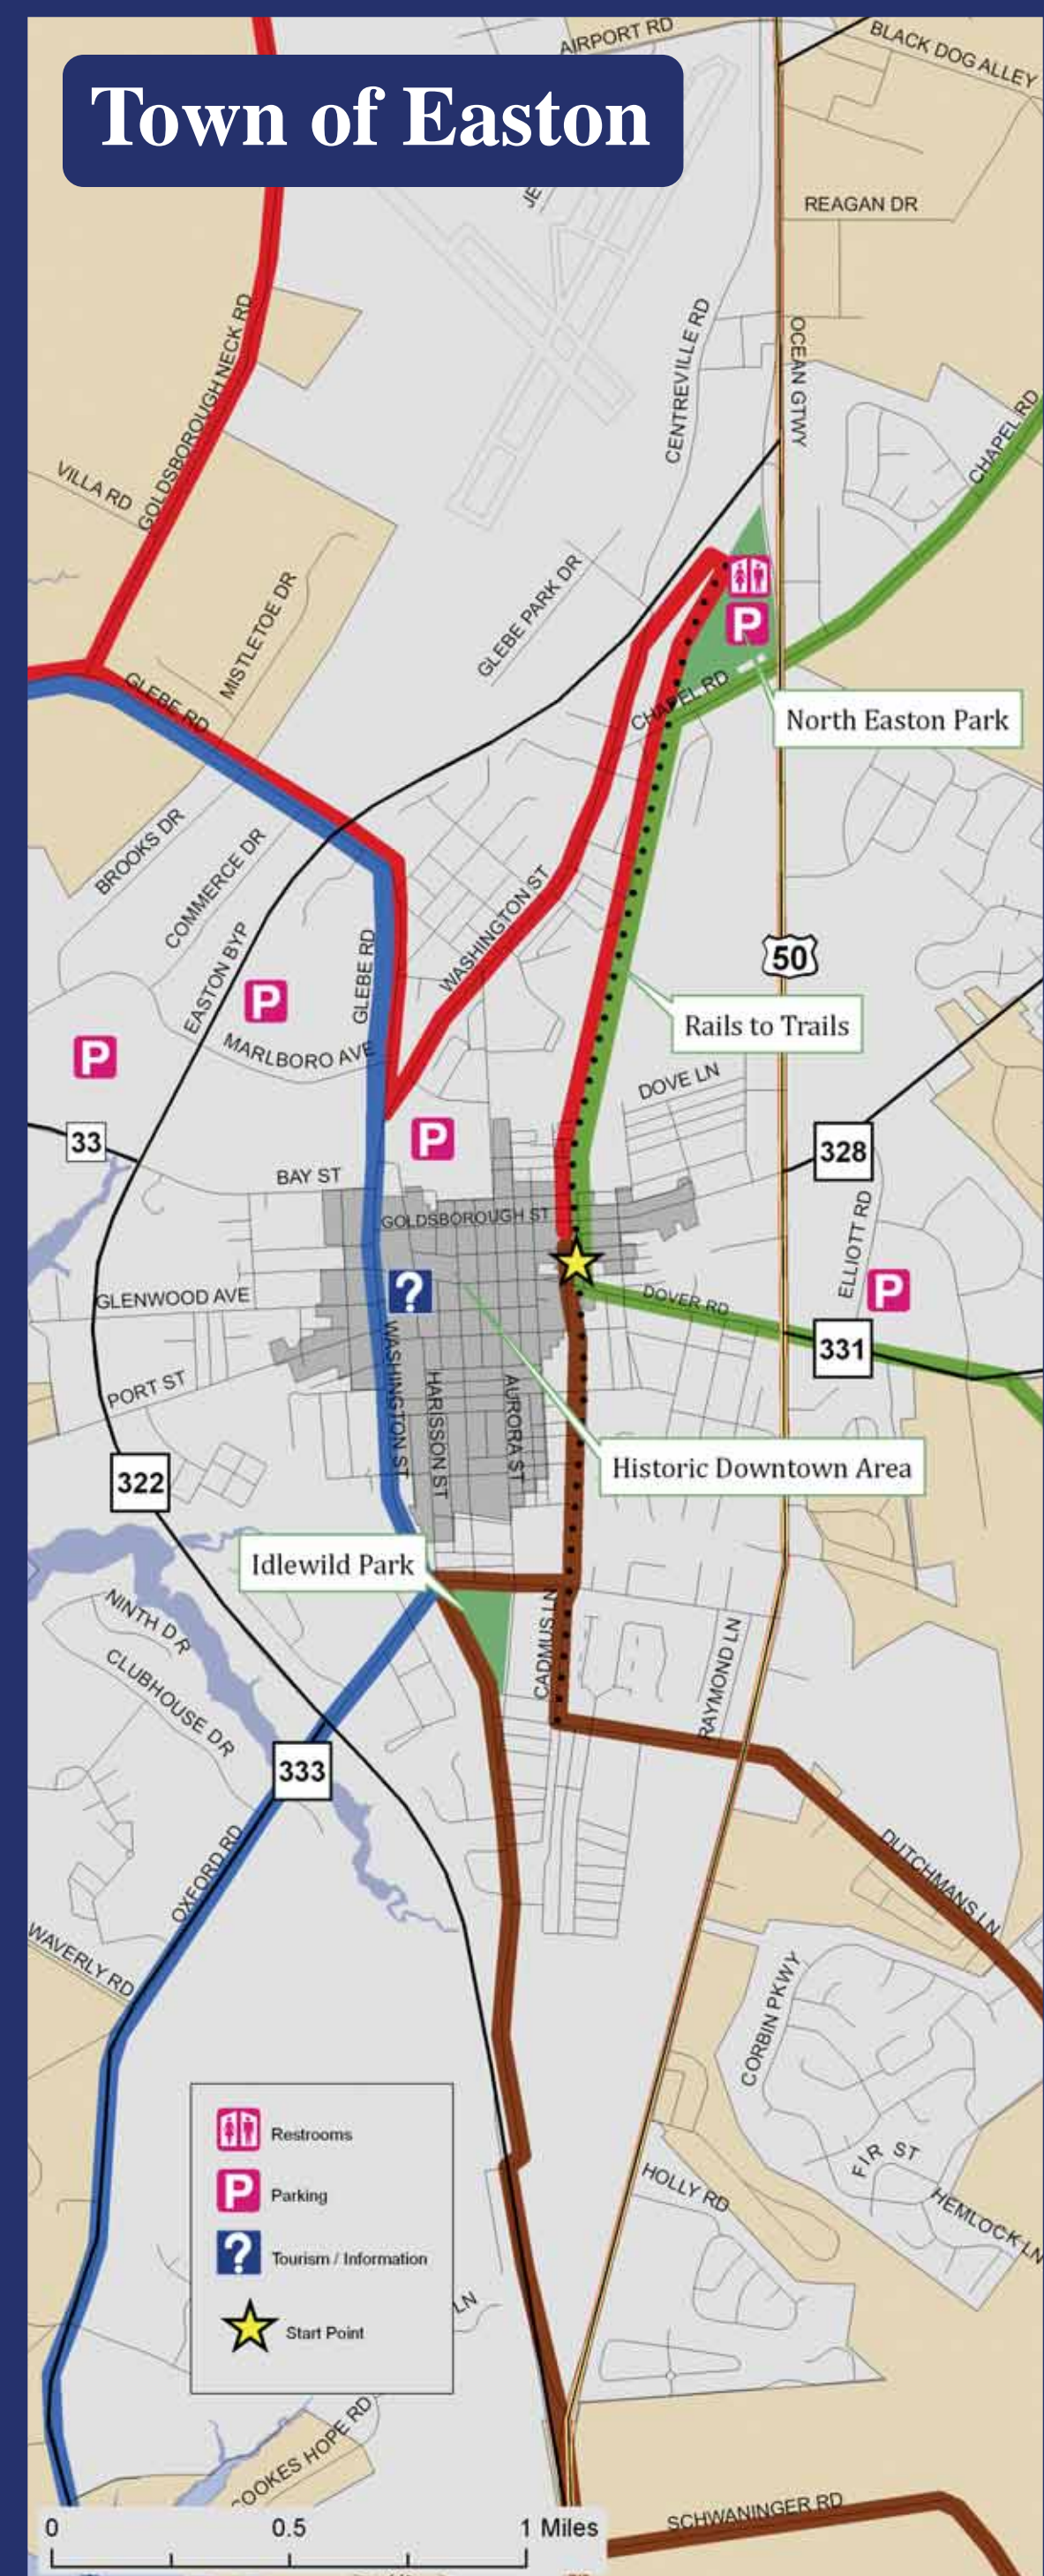 Town of Easton
AIRPORT RD
BLACK DOG ALLEY
JE
REAGAN DR
GOLDSBOROUGH NECK RD
CENTREVILLE RD
OCEAN GTWY
CHAPEL RD
VILLA RD
MISTLETOE DR
GLEBE PARK DR
P
GLEBE RD
CHAPEL RD
North Easton Park
BROOKS DR
COMMERCE DR
WASHINGTON ST
EASTON BYP
GLEBE RD
50
P
P
Rails to Trails
MARLBORO AVE
DOVE LN
33
P
328
BAY ST
GOLDSBOROUGH ST
ELLIOTT RD
GLENWOOD AVE
?
DOVER RD
P
331
PORT ST
WASHINGTON ST
HARISSON ST
AURORA ST
Historic Downtown Area
322
Idlewild Park
NINTH DR
CADMUS LN
RAYMOND LN
CLUBHOUSE DR
333
OXFORD RD
DUTCHMANS LN
WAVERLY RD
CORBIN PKWY
Restrooms
P Parking
? Tourism / Information
Start Point
FIR ST
HOLLY RD
HEMLOCK LN
LN
OOKES HOPE RD
SCHWANINGER RD
0 0.5 1 Miles